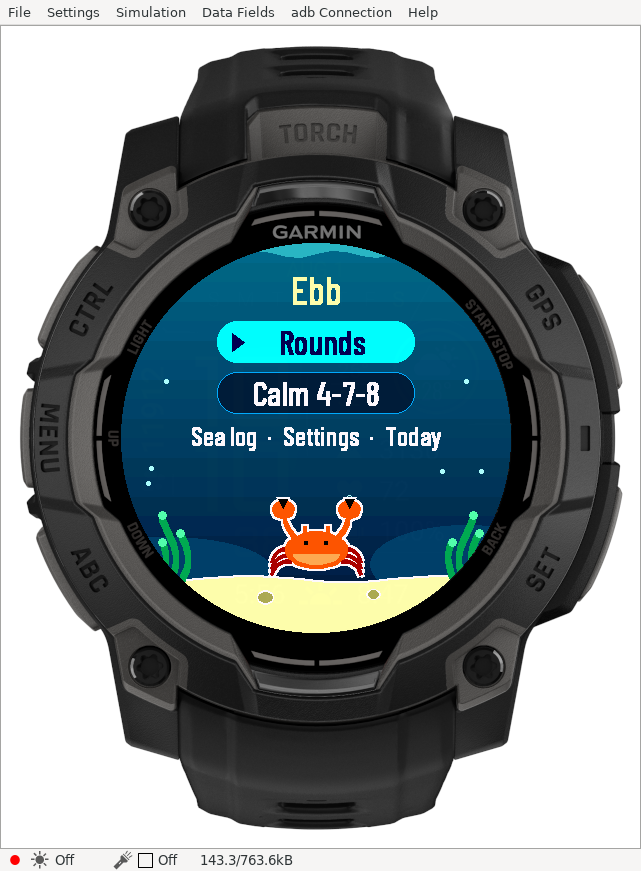 File Settings Simulation Data Fields adb Connection Help
TORCH
GARMIN
CTRL
LIGHT
GPS
START/STOP
Ebb
Rounds
Calm 4-7-8
Sea log · Settings · Today
MENU
UP
DOWN
BACK
ABC
SET
Off Off 143.3/763.6kB